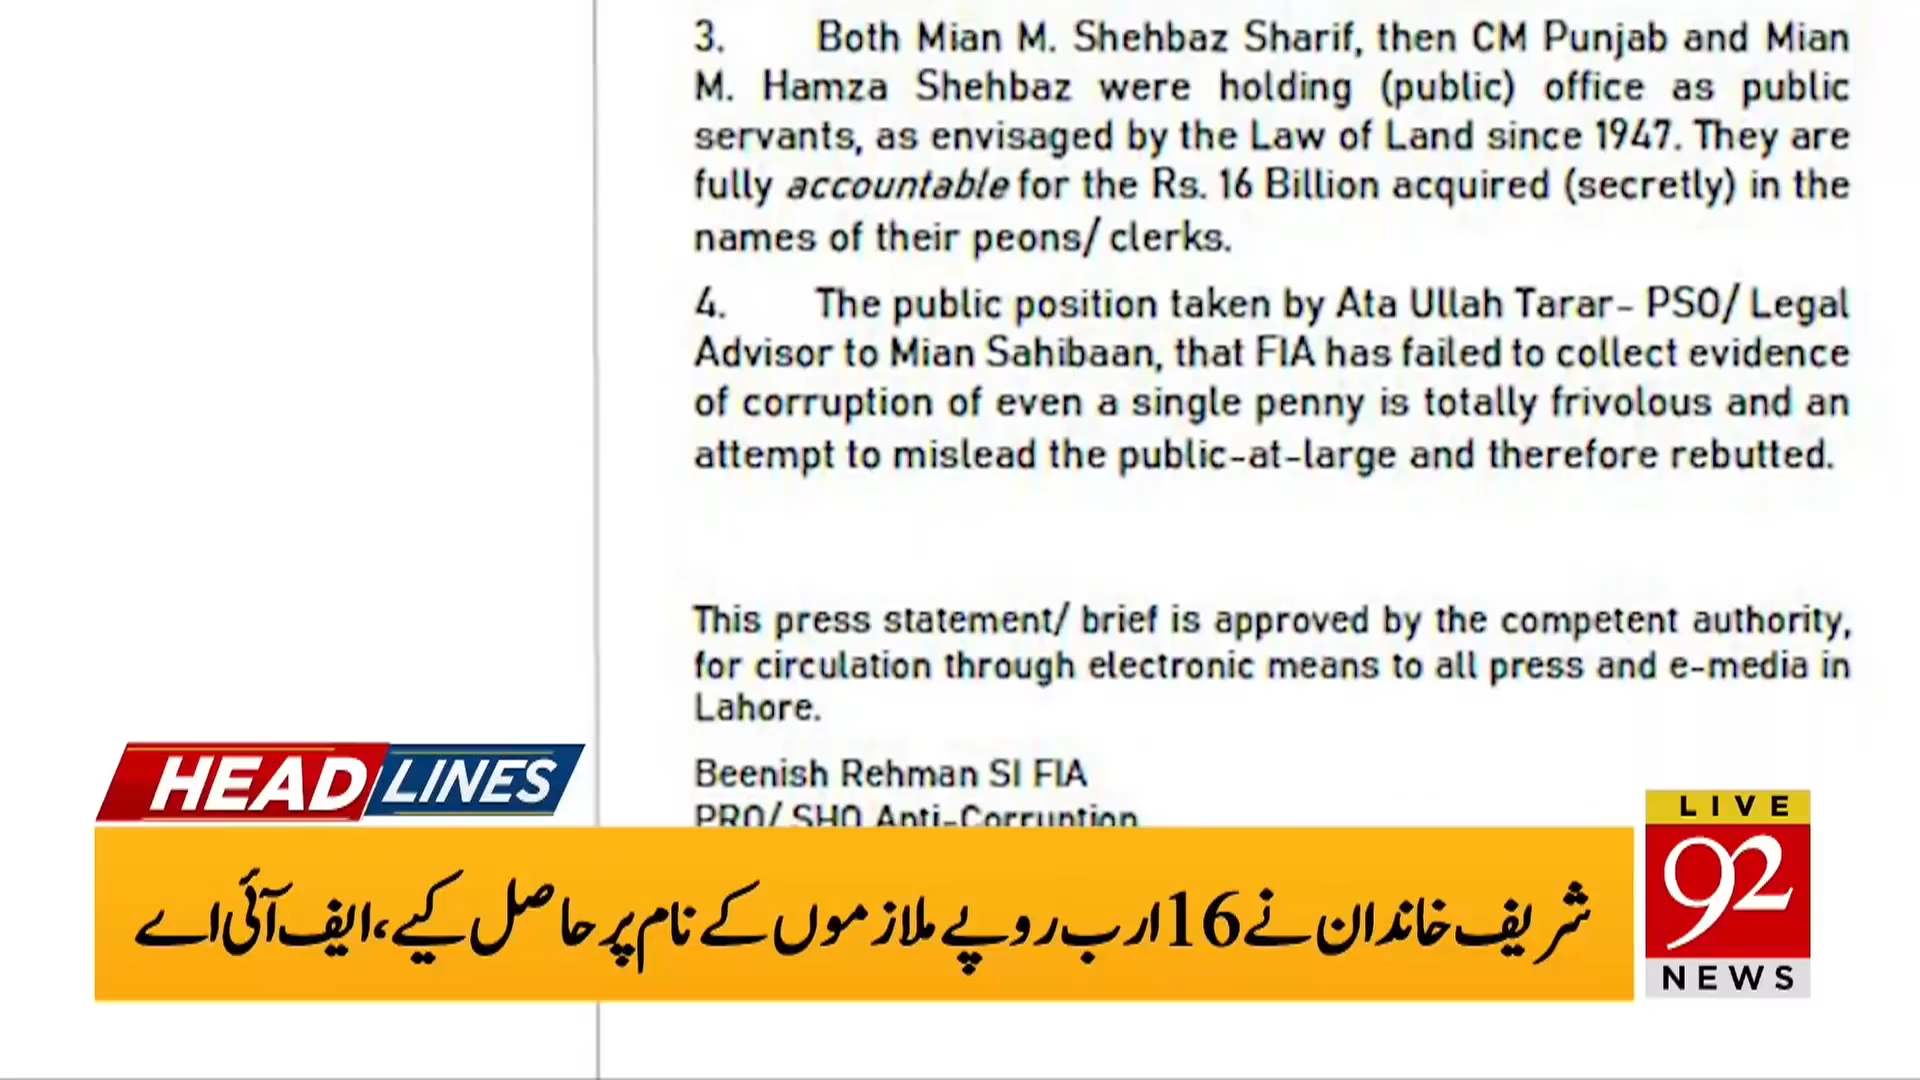 3. Both Mian M. Shehbaz Sharif, then CM Punjab and Mian
M. Hamza Shehbaz were holding (public) office as public
servants, as envisaged by the Law of Land since 1947. They are
fully accountable for the Rs. 16 Billion acquired (secretly) in the
names of their peons/ clerks.
4. The public position taken by Ata Ullah Tarar- PSO/ Legal
Advisor to Mian Sahibaan, that FIA has failed to collect evidence
of corruption of even a single penny is totally frivolous and an
attempt to mislead the public-at-large and therefore rebutted.
This press statement/ brief is approved by the competent authority,
for circulation through electronic means to all press and e-media in
Lahore.
Beenish Rehman SI FIA
PRO/ SHO Anti-Corruption
HEADLINES
شریف خاندان نے 16 ارب روپے ملازموں کے نام پر حاصل کیے، ایف آئی اے
LIVE
92
NEWS